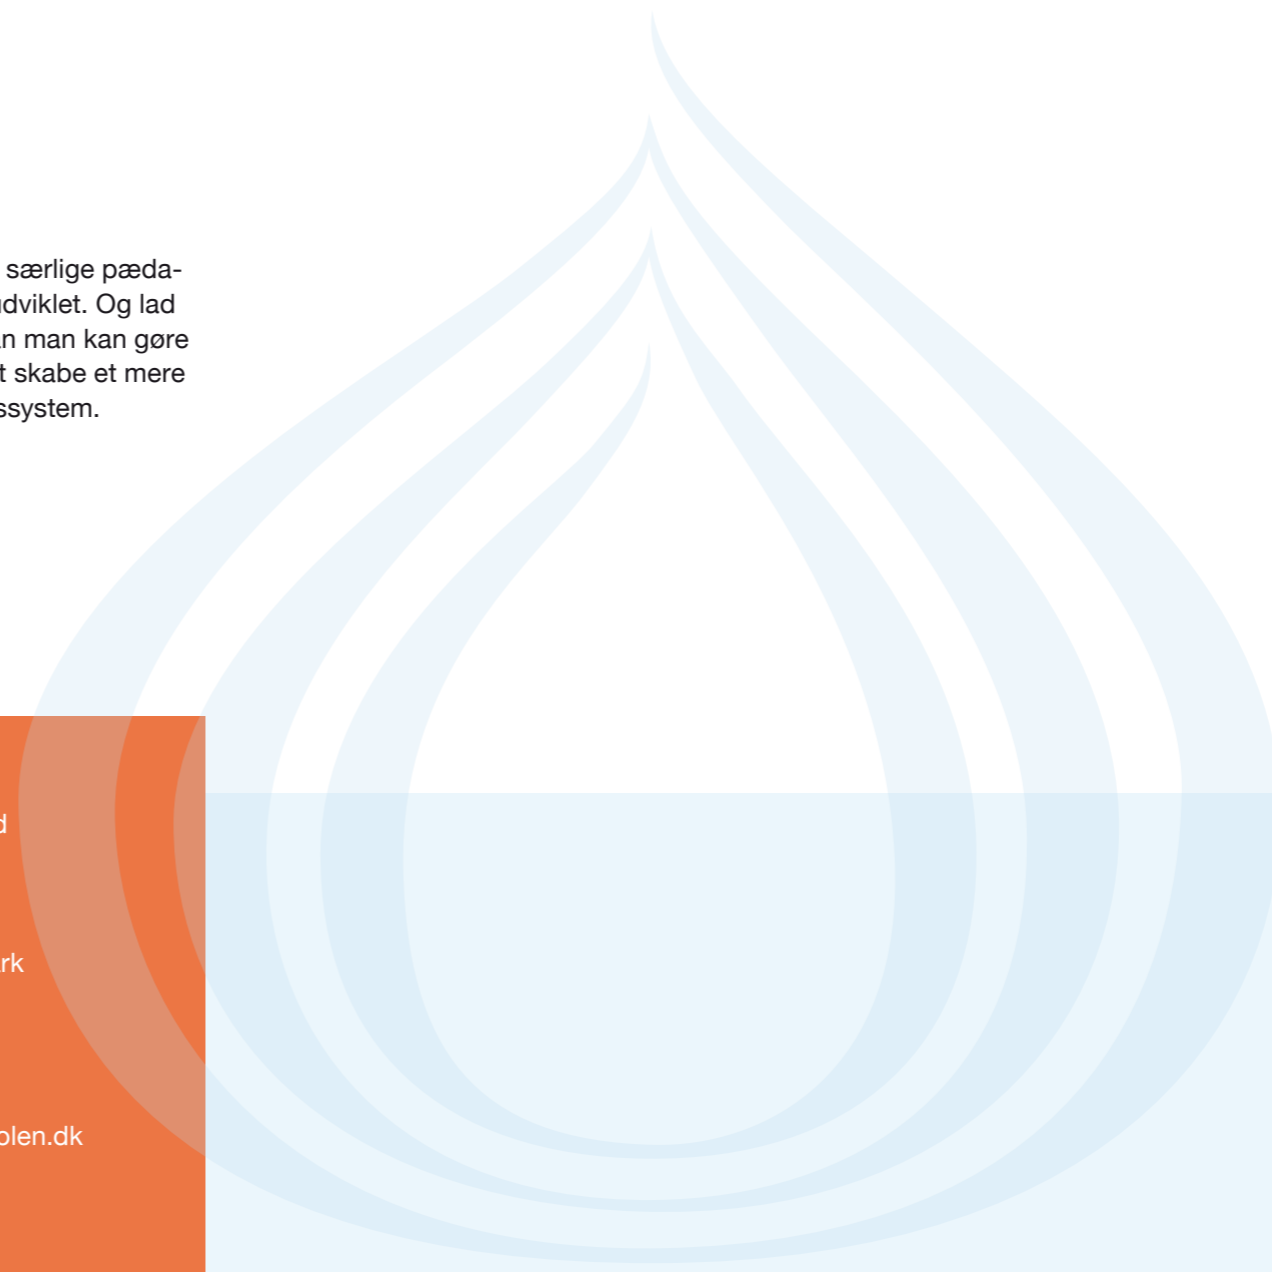 særlige pæda-
udviklet. Og lad
man kan gøre
skabe et mere
ssystem.
rk
olen.dk